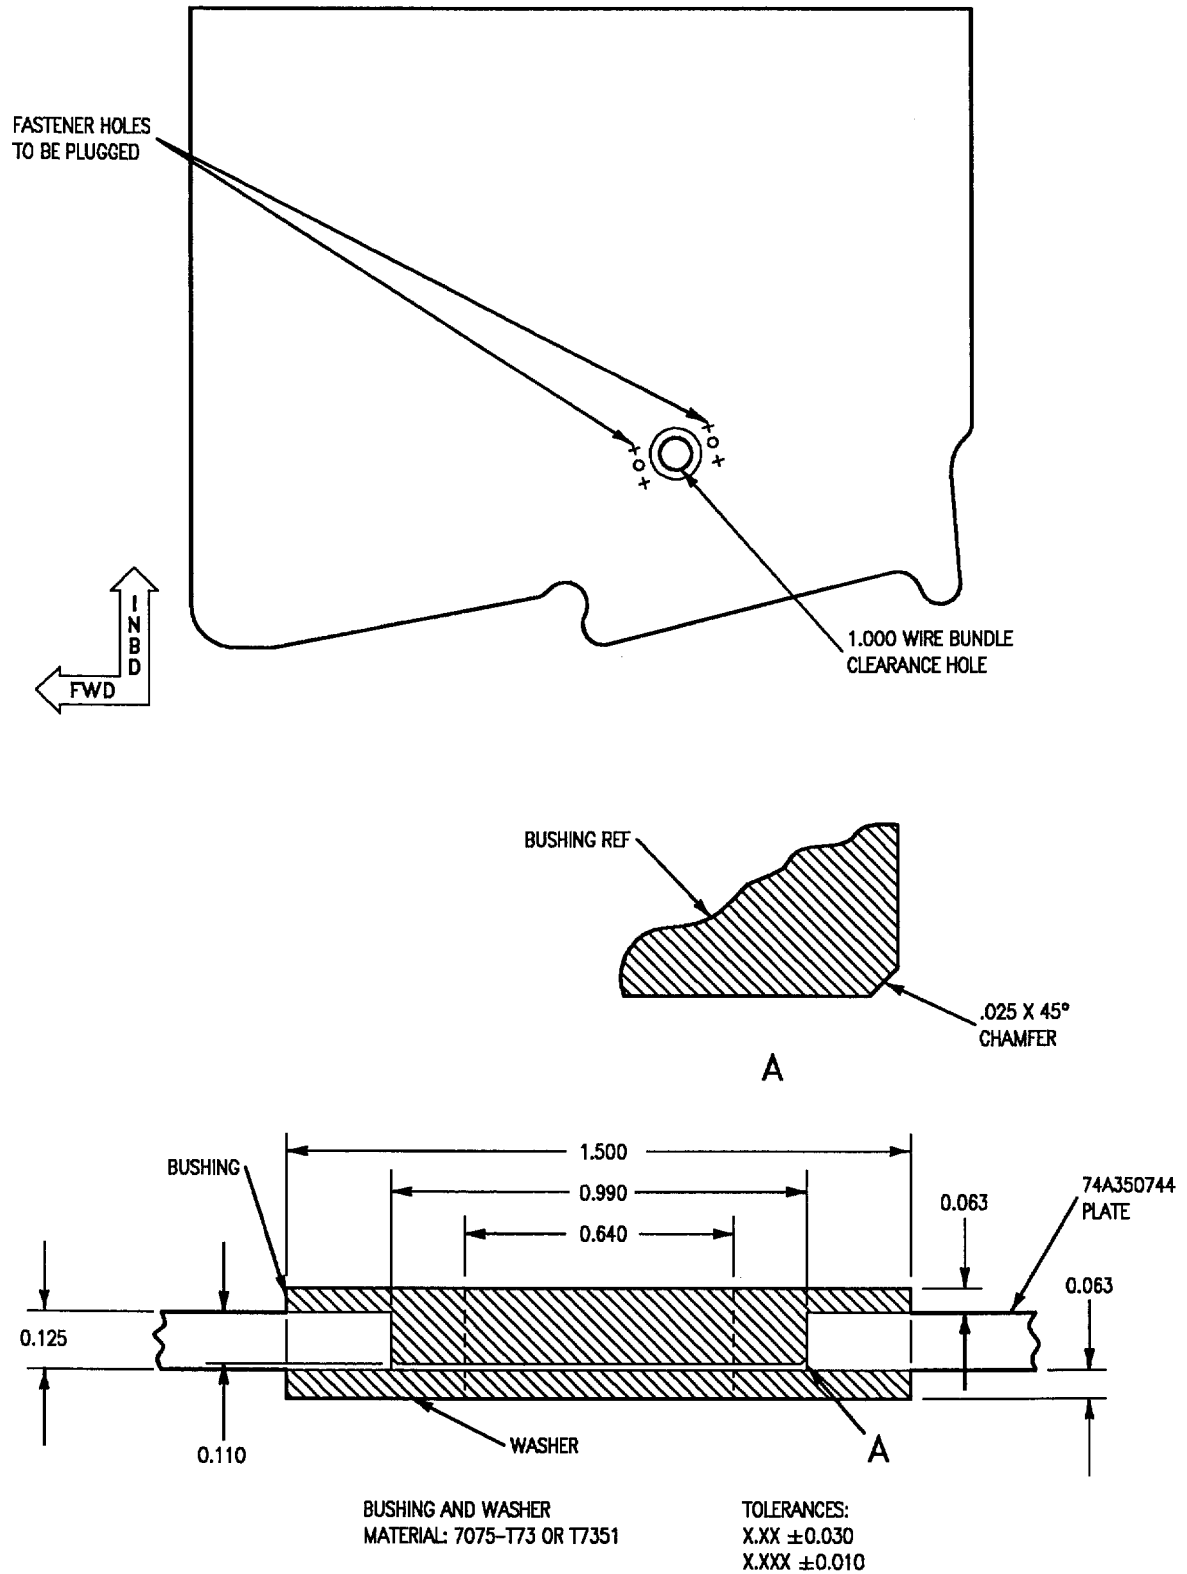 FASTENER HOLES
TO BE PLUGGED
INBD
FWD
1.000 WIRE BUNDLE
CLEARANCE HOLE
BUSHING REF
.025 X 45°
CHAMFER
A
1.500
BUSHING
0.990
74A350744
PLATE
0.063
0.640
0.063
0.125
0.110
WASHER
A
BUSHING AND WASHER
MATERIAL: 7075-T73 OR T7351
TOLERANCES:
X.XX ±0.030
X.XXX ±0.010